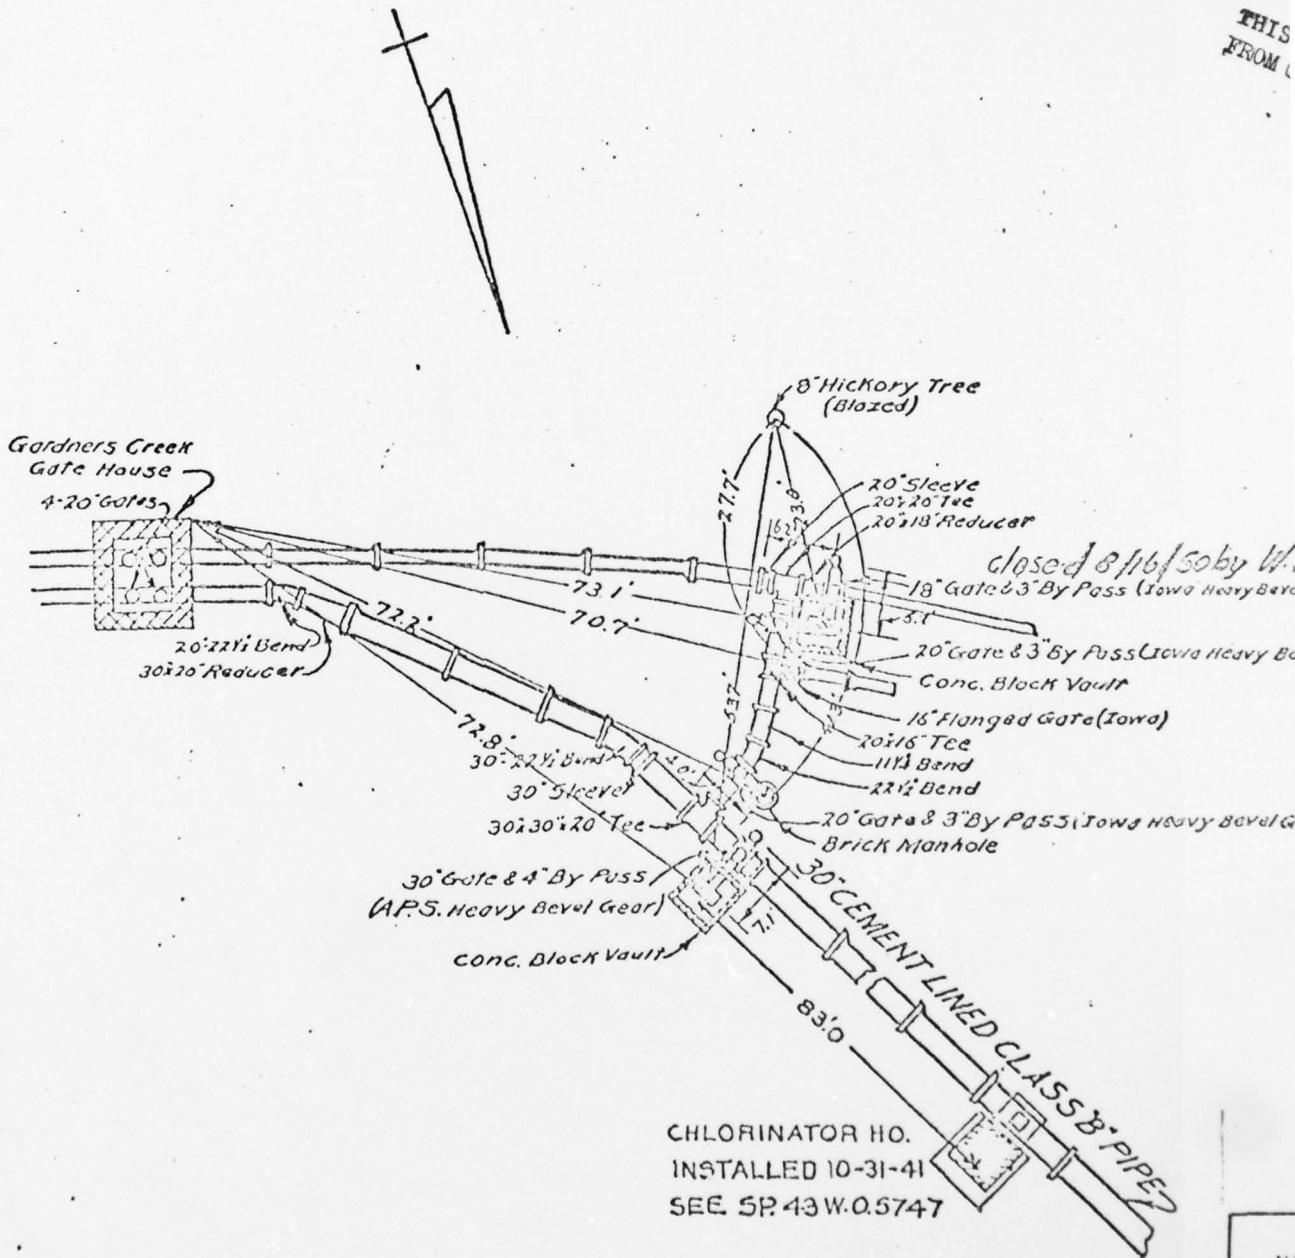 THIS
FROM
8" Hickory Tree
(Blazed)
Gardners Creek
Gate House
4-20" Gates
27.7'
23.8'
20" Sleeve
20x20" Tee
20"x18" Reducer
closed 8/16/50 by W.
18" Gate & 3" By Pass (Iowa Heavy Beve
73.1'
72.2'
70.7'
20" Gate & 3" By Pass (Iowa Heavy Be
Conc. Block Vault
20"-22½ Bend
30"x20" Reducer
16" Flanged Gate (Iowa)
20"x16" Tee
11¼ Bend
22½ Bend
72.8'
30"-22½ Bend
30" Sleeve
30"x30"x20" Tee
20" Gate & 3" By Pass (Iowa Heavy Bevel G
Brick Manhole
30" Gate & 4" By Pass
(A.P.S. Heavy Bevel Gear)
Conc. Block Vault
30" CEMENT LINED CLASS "B" PIPE
83.0
CHLORINATOR HO.
INSTALLED 10-31-41
SEE SP. 43 W.O. 5747